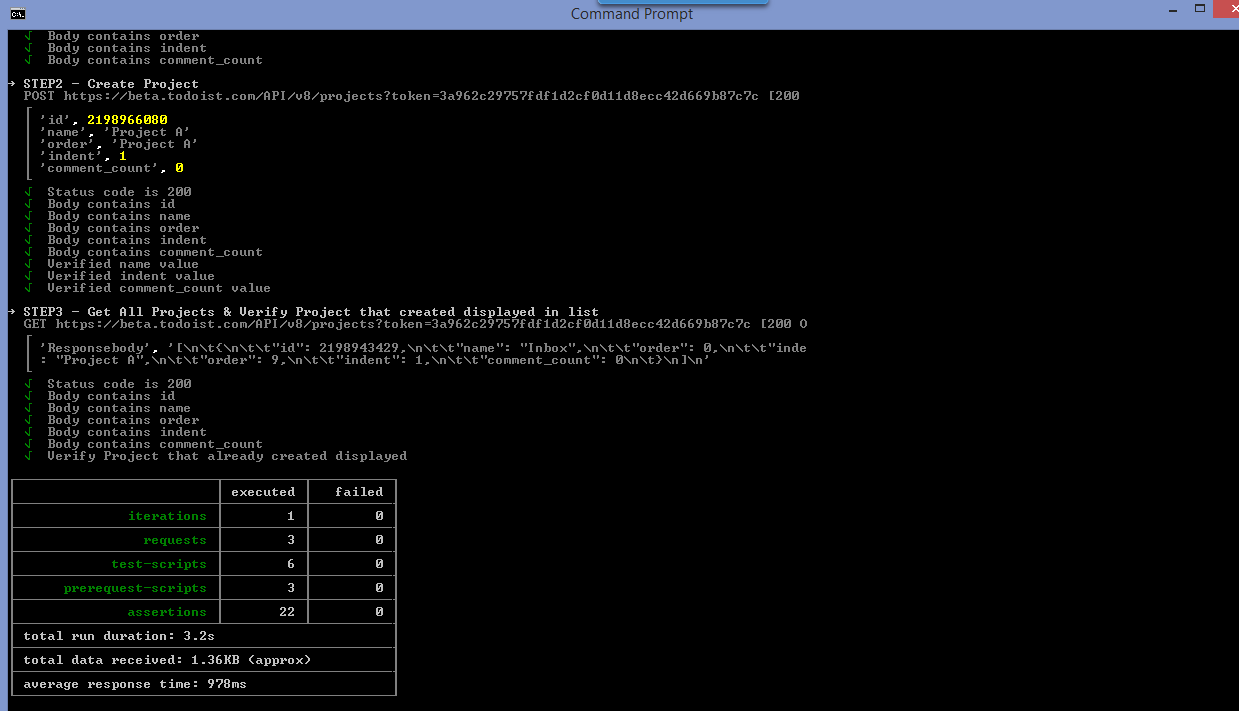 C:\.
Command Prompt
√ Body contains order
√ Body contains indent
√ Body contains comment_count
→ STEP2 - Create Project
POST https://beta.todoist.com/API/v8/projects?token=3a962c29757fdf1d2cf0d11d8ecc42d669b87c7c [200
'id', 2198966080
'name', 'Project A'
'order', 'Project A'
'indent', 1
'comment_count', 0
√ Status code is 200
√ Body contains id
√ Body contains name
√ Body contains order
√ Body contains indent
√ Body contains comment_count
√ Verified name value
√ Verified indent value
√ Verified comment_count value
→ STEP3 - Get All Projects & Verify Project that created displayed in list
GET https://beta.todoist.com/API/v8/projects?token=3a962c29757fdf1d2cf0d11d8ecc42d669b87c7c [200 O
'Responsebody', '[\n\t{\n\t\t"id": 2198943429,\n\t\t"name": "Inbox",\n\t\t"order": 0,\n\t\t"inde
: "Project A",\n\t\t"order": 9,\n\t\t"indent": 1,\n\t\t"comment_count": 0\n\t}\n]\n'
√ Status code is 200
√ Body contains id
√ Body contains name
√ Body contains order
√ Body contains indent
√ Body contains comment_count
√ Verify Project that already created displayed
executed failed
iterations 1 0
requests 3 0
test-scripts 6 0
prerequest-scripts 3 0
assertions 22 0
total run duration: 3.2s
total data received: 1.36KB (approx)
average response time: 978ms